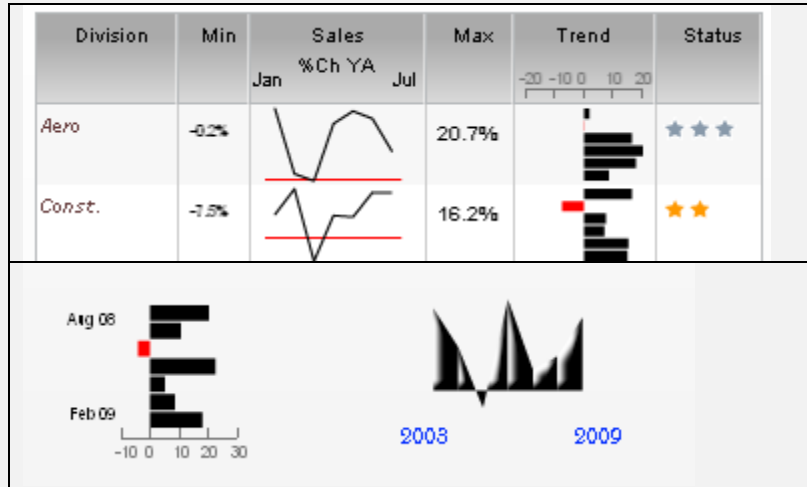 Division Min Sales Max Trend Status
%Ch YA
Jan Jul
-20 -10 0 10 20
Aero -0.2% 20.7%
Const. -7.5% 16.2%
Aug 08
Feb 09
-10 0 10 20 30
2003 2009